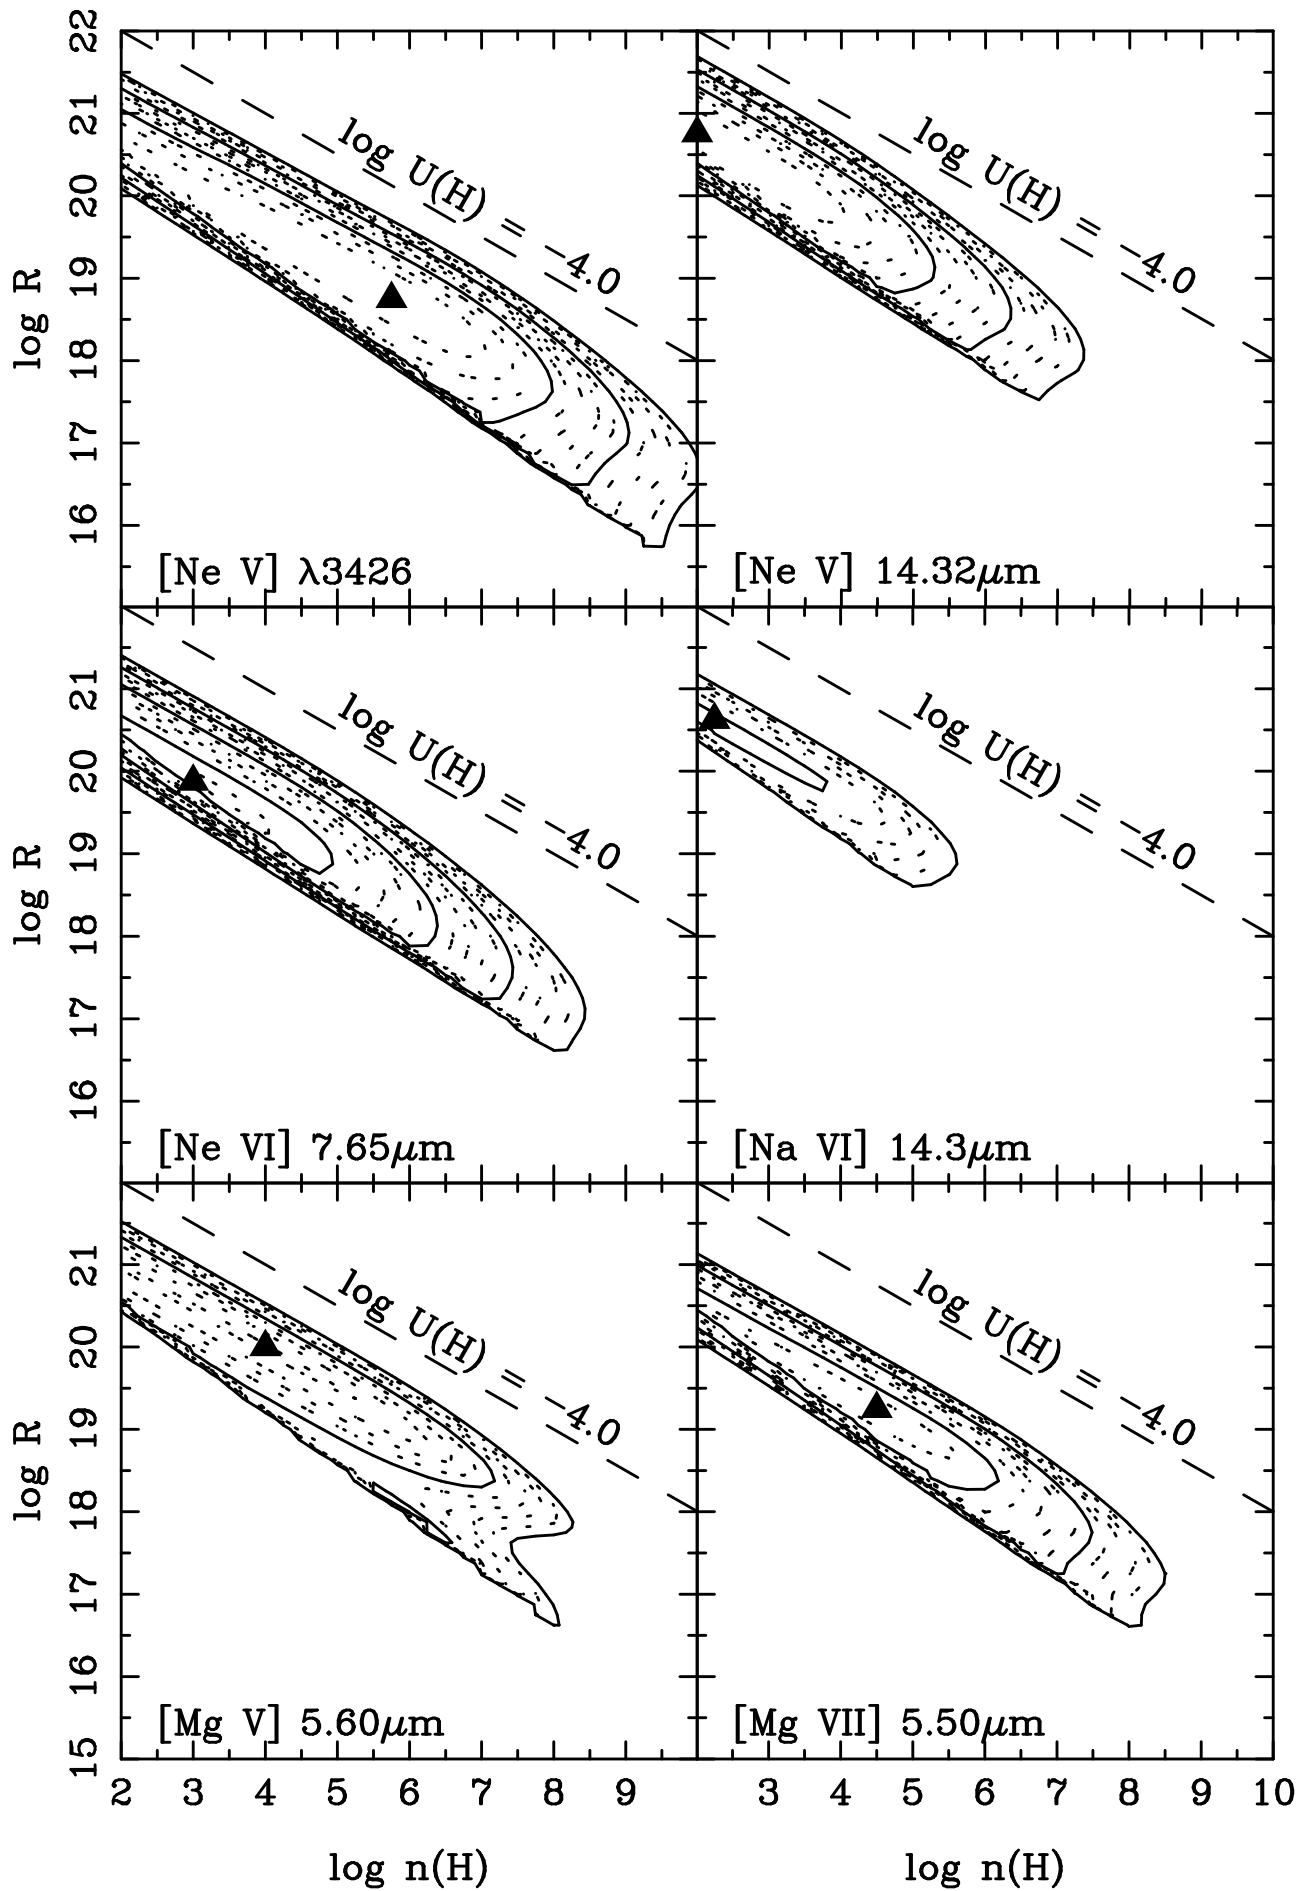 22
21
20
19
18
17
16
log R
log U(H) = −4.0
[Ne V] λ3426
log U(H) = −4.0
[Ne V] 14.32μm
21
20
19
18
17
16
log R
log U(H) = −4.0
[Ne VI] 7.65μm
log U(H) = −4.0
[Na VI] 14.3μm
21
20
19
18
17
16
15
log R
log U(H) = −4.0
[Mg V] 5.60μm
log U(H) = −4.0
[Mg VII] 5.50μm
2 3 4 5 6 7 8 9
3 4 5 6 7 8 9 10
log n(H)
log n(H)